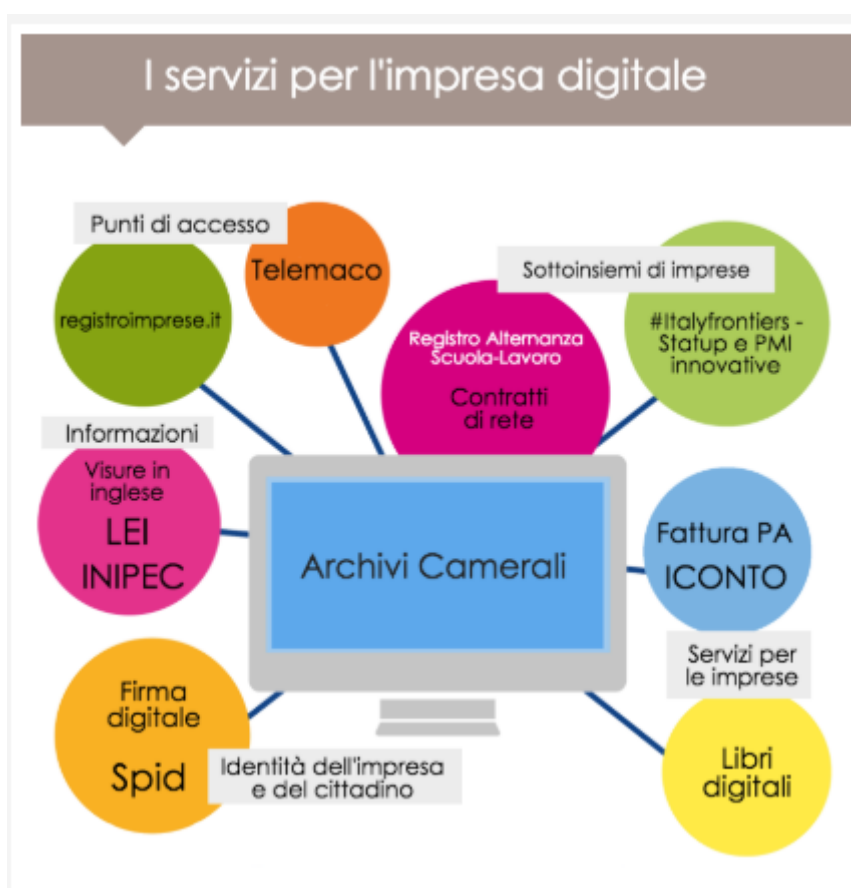 I servizi per l'impresa digitale
Punti di accesso
registroimprese.it
Telemaco
Sottoinsiemi di imprese
Registro Alternanza
Scuola-Lavoro
Contratti
di rete
#Italyfrontiers -
Statup e PMI
innovative
Informazioni
Visure in
inglese
LEI
INIPEC
Archivi Camerali
Fattura PA
ICONTO
Servizi per
le imprese
Firma
digitale
Spid
Identità dell'impresa
e del cittadino
Libri
digitali